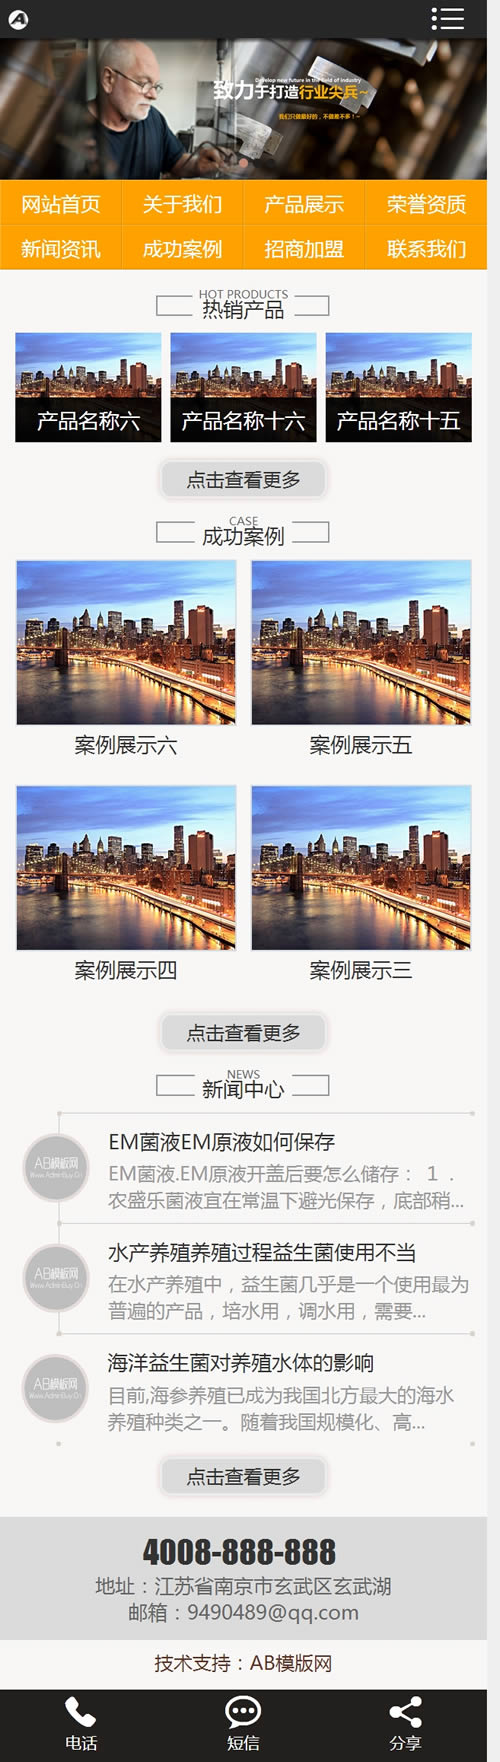 A
Develop new future in the field of industry
致力于打造行业尖兵~
我们只做最好的，不做差不多！~
网站首页 关于我们 产品展示 荣誉资质
新闻资讯 成功案例 招商加盟 联系我们
HOT PRODUCTS
热销产品
产品名称六 产品名称十六 产品名称十五
点击查看更多
CASE
成功案例
案例展示六 案例展示五
案例展示四 案例展示三
点击查看更多
NEWS
新闻中心
EM菌液EM原液如何保存
AB模版网
Www.AdminBuy.Cn
EM菌液.EM原液开盖后要怎么储存： 1 .
农盛乐菌液宜在常温下避光保存，底部稍...
水产养殖养殖过程益生菌使用不当
AB模版网
Www.AdminBuy.Cn
在水产养殖中，益生菌几乎是一个使用最为
普遍的产品，培水用，调水用，需要...
海洋益生菌对养殖水体的影响
AB模版网
Www.AdminBuy.Cn
目前,海参养殖已成为我国北方最大的海水
养殖种类之一。随着我国规模化、高...
点击查看更多
4008-888-888
地址：江苏省南京市玄武区玄武湖
邮箱：9490489@qq.com
技术支持：AB模版网
电话 短信 分享